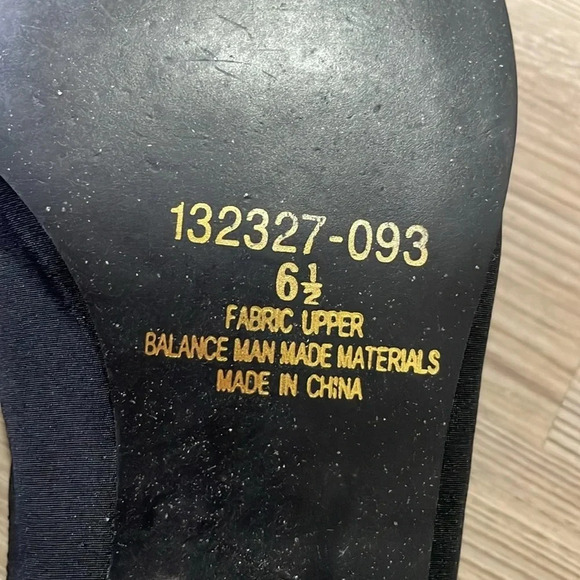 132327-093
6½
FABRIC UPPER
BALANCE MAN MADE MATERIALS
MADE IN CHINA